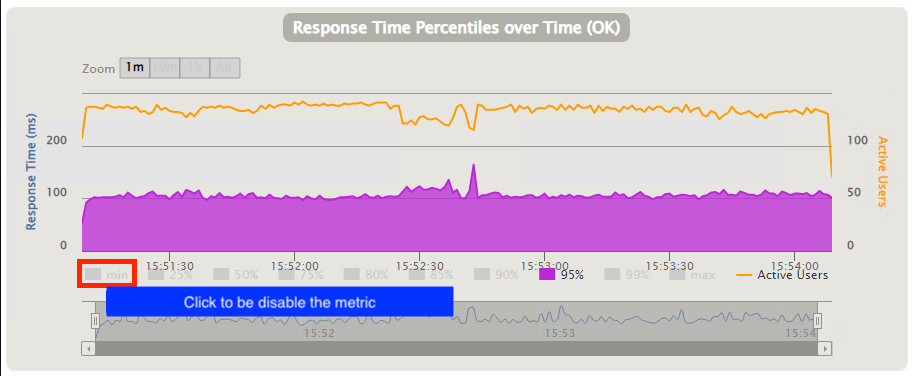 Response Time Percentiles over Time (OK)
Zoom 1m 10m 1h All
Response Time (ms)
200
100
0
100
50
0
Active Users
15:51:30 15:52:00 15:52:30 15:53:00 15:53:30 15:54:00
min 25% 50% 75% 80% 85% 90% 95% 99% max Active Users
Click to be disable the metric
15:52 15:53 15:54